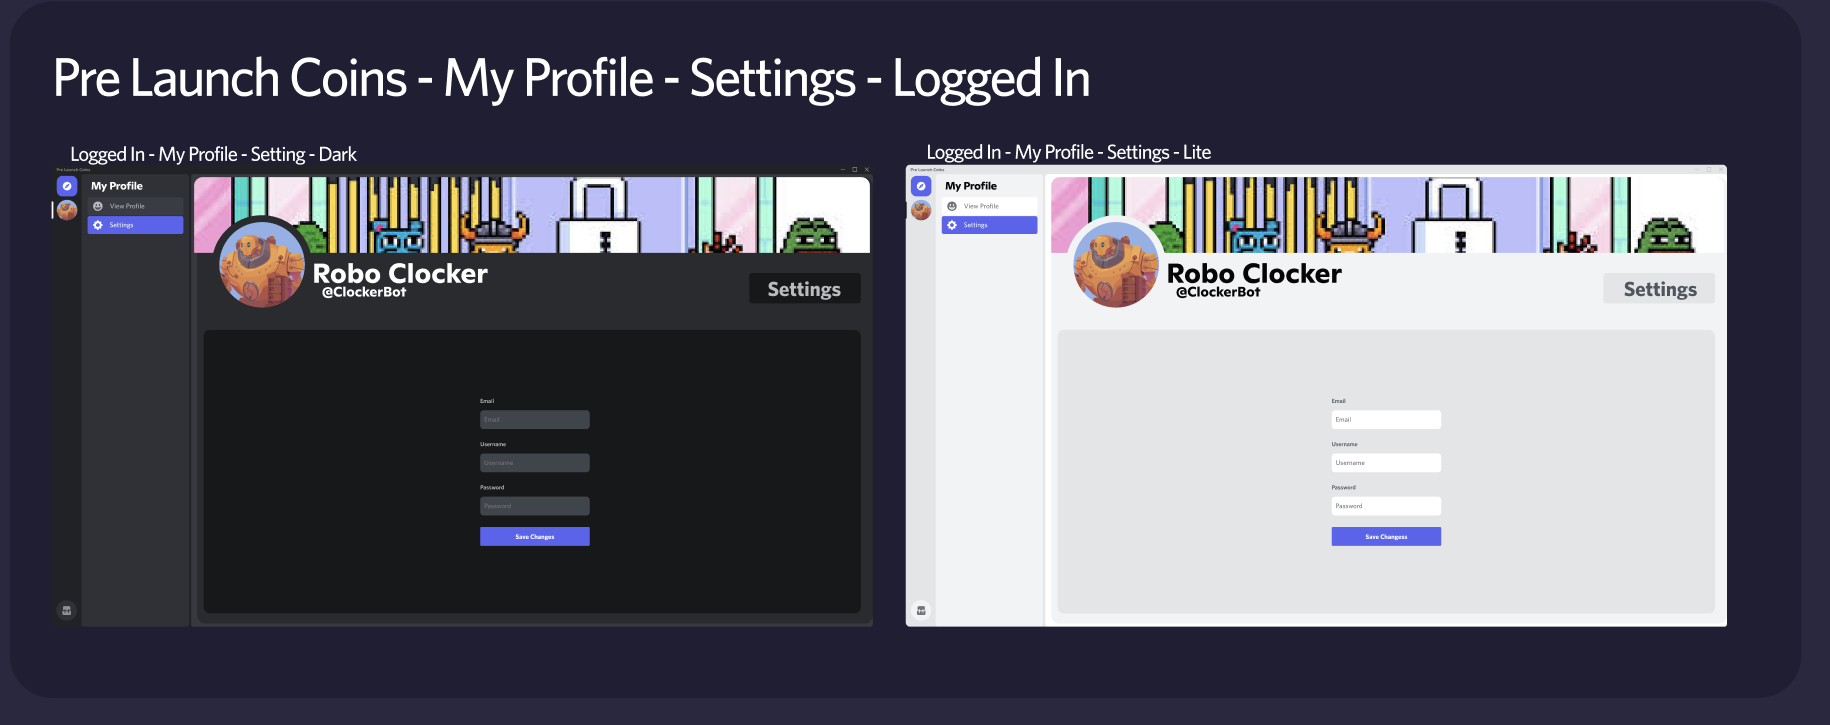 Pre Launch Coins - My Profile - Settings - Logged In
Logged In - My Profile - Setting - Dark
Pre Launch Coins
My Profile
View Profile
Settings
Robo Clocker
@ClockerBot
Settings
Email
Email
Username
Username
Password
Password
Save Changes
Logged In - My Profile - Settings - Lite
Pre Launch Coins
My Profile
View Profile
Settings
Robo Clocker
@ClockerBot
Settings
Email
Email
Username
Username
Password
Password
Save Changess